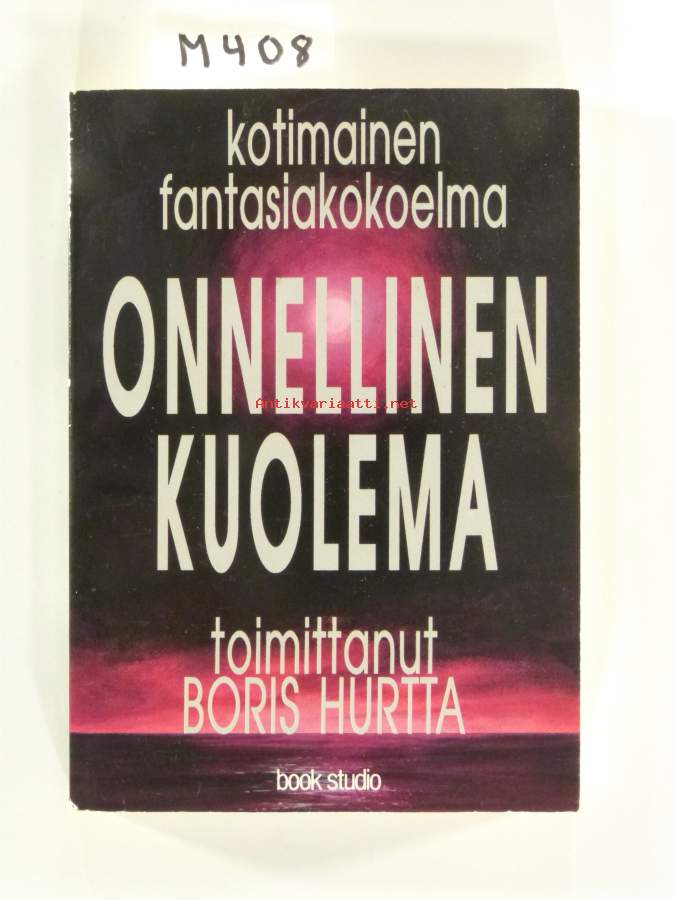 M408
kotimainen
fantasiakokoelma
ONNELLINEN
Antikvariaatti.net
KUOLEMA
toimittanut
BORIS HURTTA
book studio